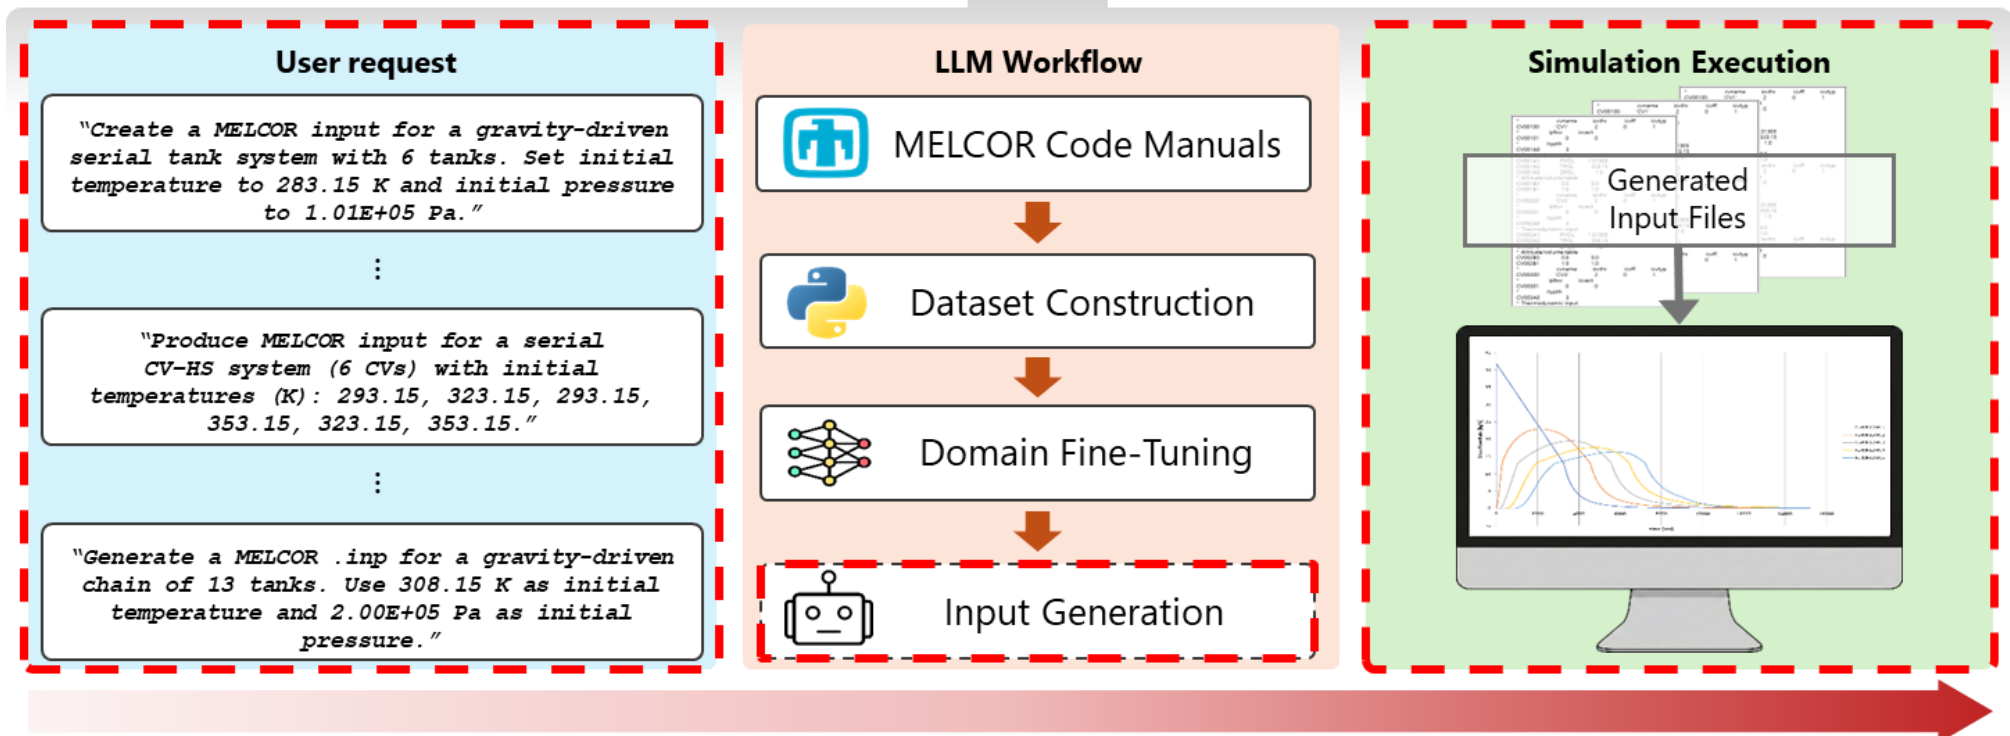 User request
“Create a MELCOR input for a gravity-driven
serial tank system with 6 tanks. Set initial
temperature to 283.15 K and initial pressure
to 1.01E+05 Pa.”
“Produce MELCOR input for a serial
CV-HS system (6 CVs) with initial
temperatures (K): 293.15, 323.15, 293.15,
353.15, 323.15, 353.15.”
“Generate a MELCOR .inp for a gravity-driven
chain of 13 tanks. Use 308.15 K as initial
temperature and 2.00E+05 Pa as initial
pressure.”
LLM Workflow
MELCOR Code Manuals
Dataset Construction
Domain Fine-Tuning
Input Generation
Simulation Execution
Generated
Input Files